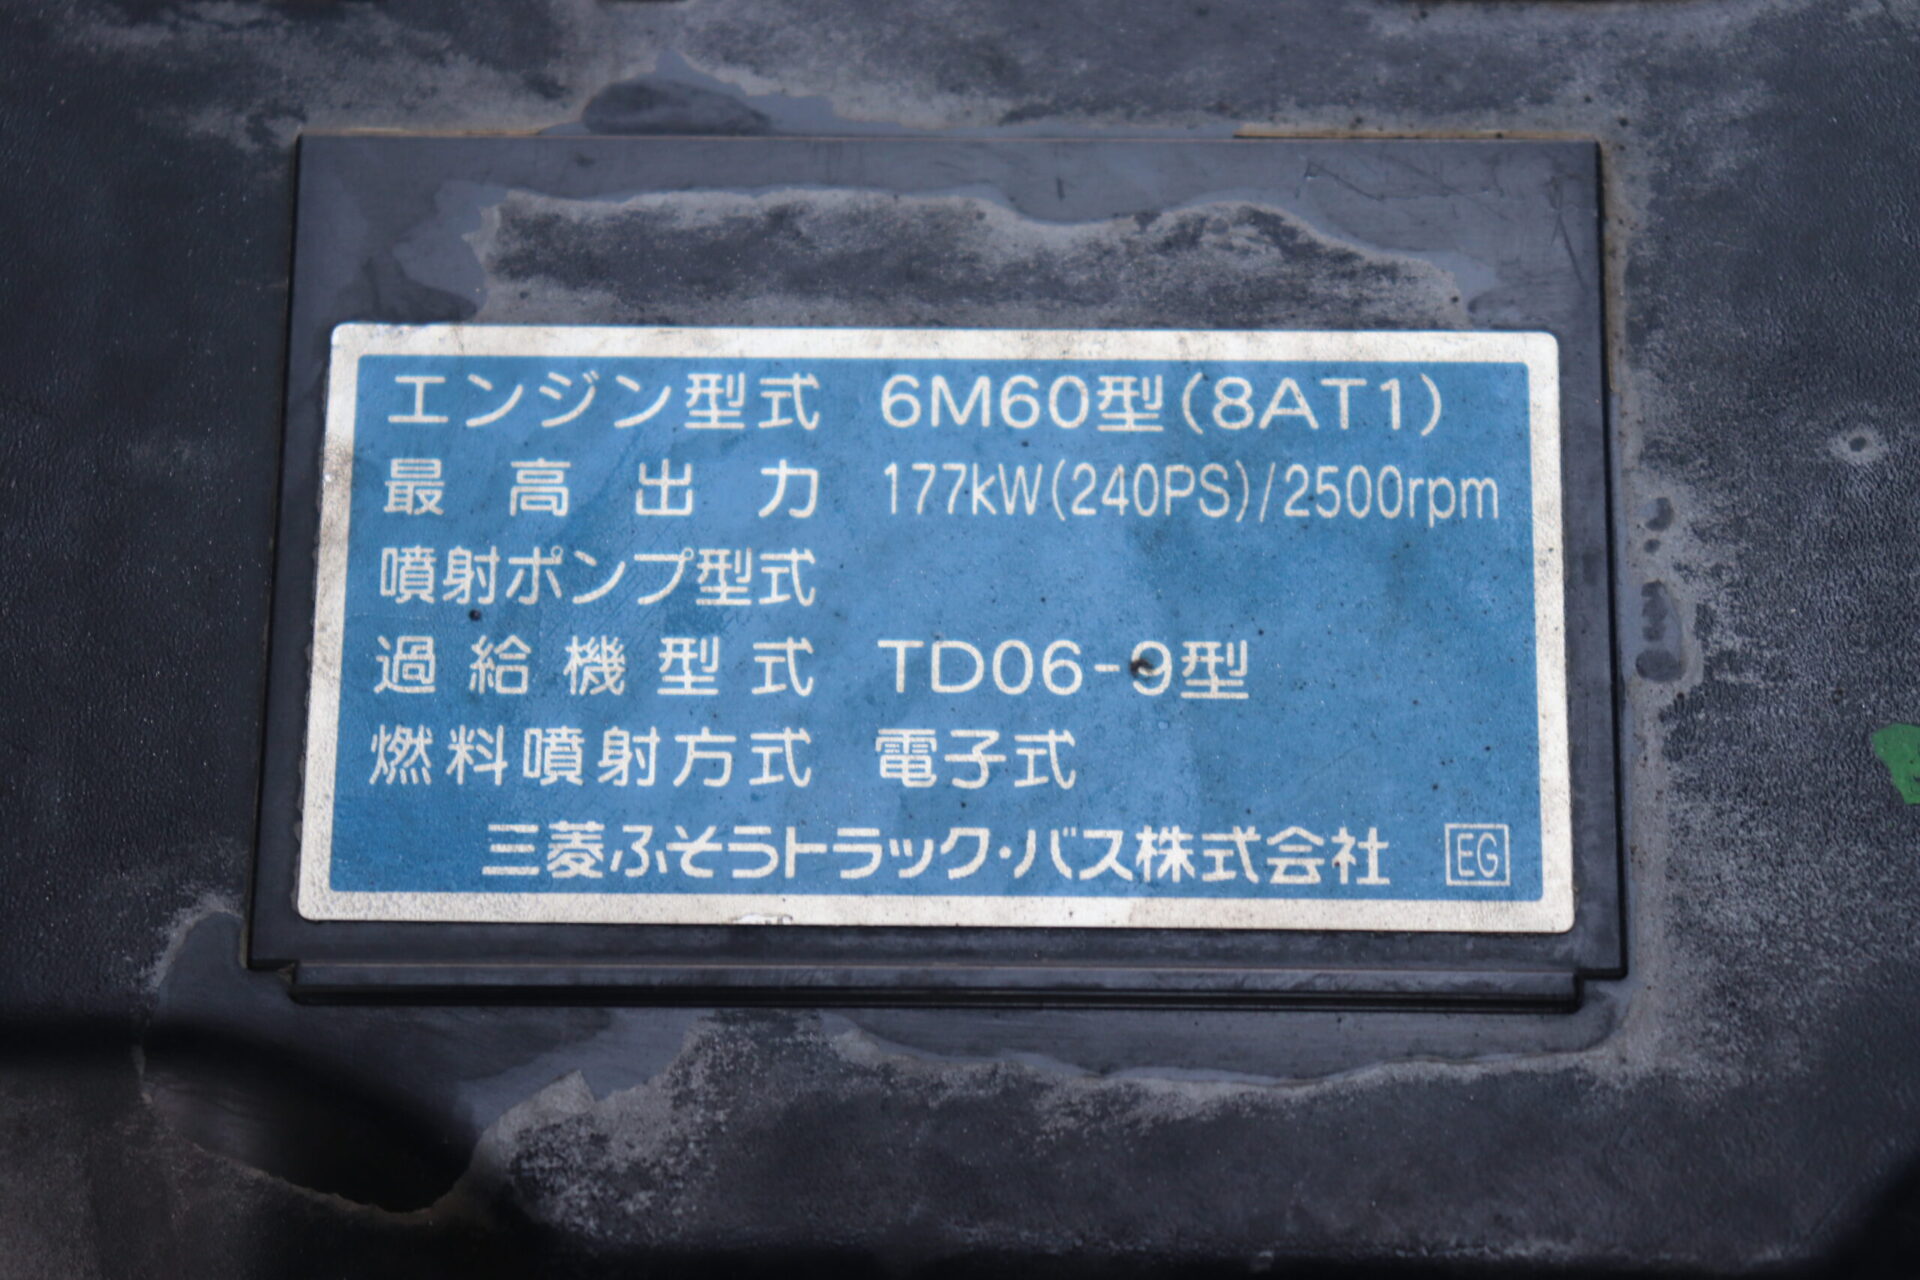 エンジン型式 6M60型(8AT1)
最高出力 177kW(240PS)/2500rpm
噴射ポンプ型式
過給機型式 TD06-9型
燃料噴射方式 電子式
三菱ふそうトラック・バス株式会社 EG